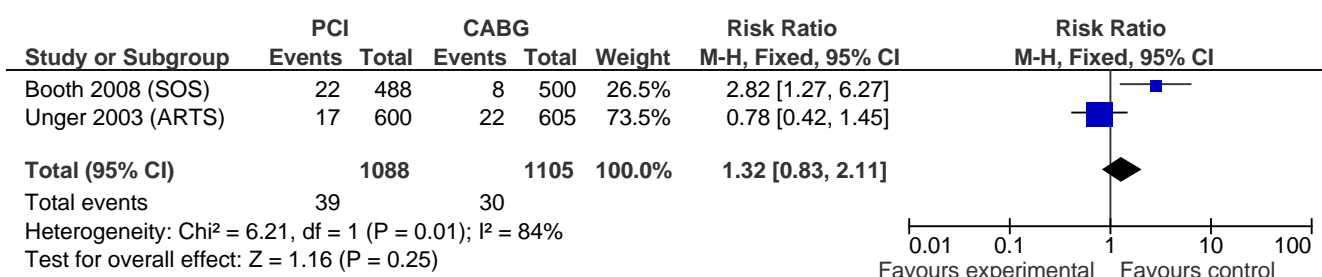 PCI CABG Risk Ratio Risk Ratio
Study or Subgroup Events Total Events Total Weight M-H, Fixed, 95% CI M-H, Fixed, 95% CI
Booth 2008 (SOS) 22 488 8 500 26.5% 2.82 [1.27, 6.27]
Unger 2003 (ARTS) 17 600 22 605 73.5% 0.78 [0.42, 1.45]
Total (95% CI) 1088 1105 100.0% 1.32 [0.83, 2.11]
Total events 39 30
Heterogeneity: Chi² = 6.21, df = 1 (P = 0.01); I² = 84%
Test for overall effect: Z = 1.16 (P = 0.25)
0.01 0.1 1 10 100
Favours experimental Favours control